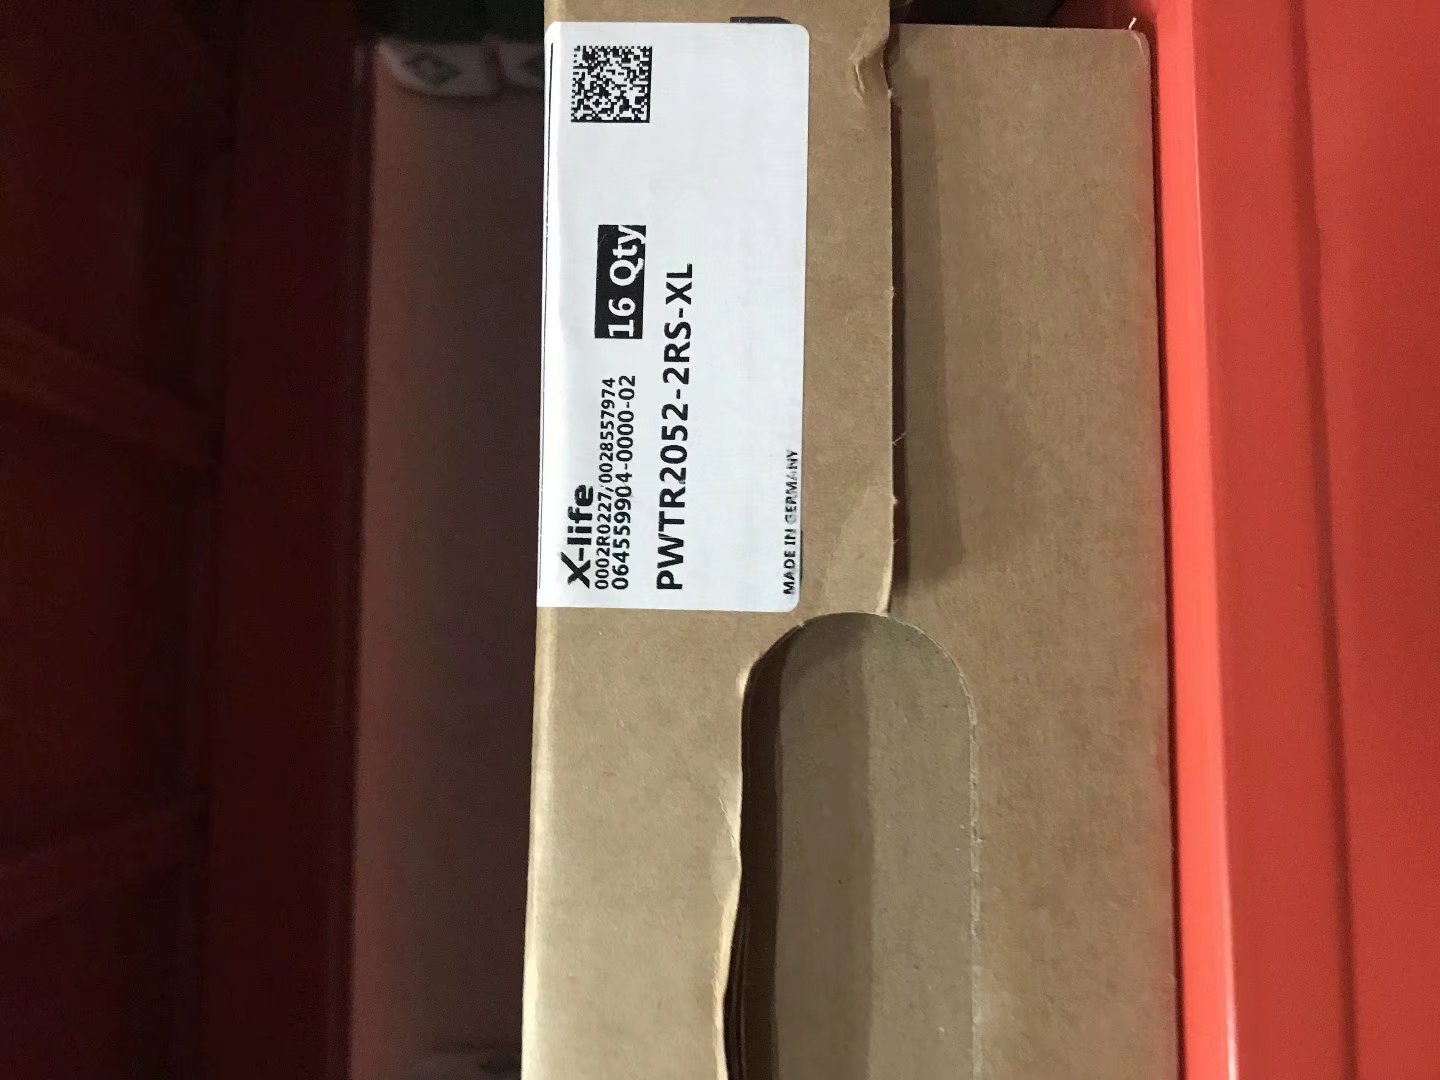 X-life
0002R0227/0028557974
064559904-0000-02
16 Qty
PWTR2052-2RS-XL
MADE IN GERMANY